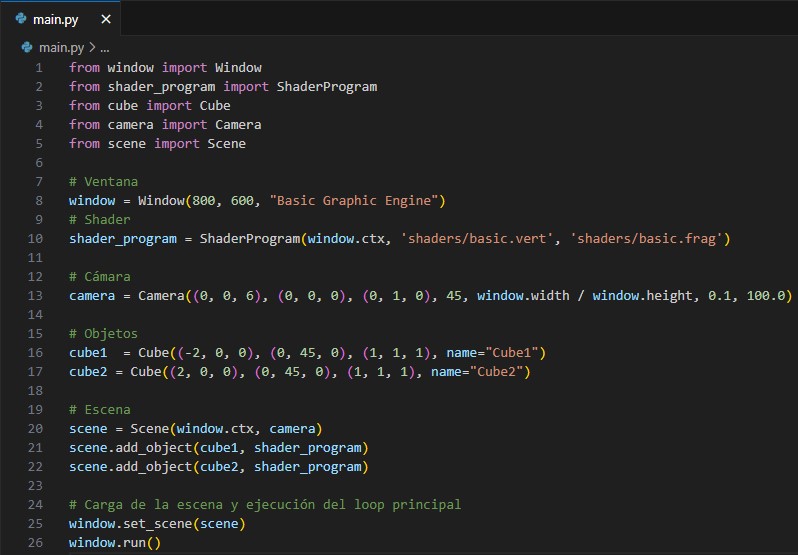 main.py ✕
main.py > ...
1 from window import Window
2 from shader_program import ShaderProgram
3 from cube import Cube
4 from camera import Camera
5 from scene import Scene
6
7 # Ventana
8 window = Window(800, 600, "Basic Graphic Engine")
9 # Shader
10 shader_program = ShaderProgram(window.ctx, 'shaders/basic.vert', 'shaders/basic.frag')
11
12 # Cámara
13 camera = Camera((0, 0, 6), (0, 0, 0), (0, 1, 0), 45, window.width / window.height, 0.1, 100.0)
14
15 # Objetos
16 cube1  = Cube((-2, 0, 0), (0, 45, 0), (1, 1, 1), name="Cube1")
17 cube2 = Cube((2, 0, 0), (0, 45, 0), (1, 1, 1), name="Cube2")
18
19 # Escena
20 scene = Scene(window.ctx, camera)
21 scene.add_object(cube1, shader_program)
22 scene.add_object(cube2, shader_program)
23
24 # Carga de la escena y ejecución del loop principal
25 window.set_scene(scene)
26 window.run()